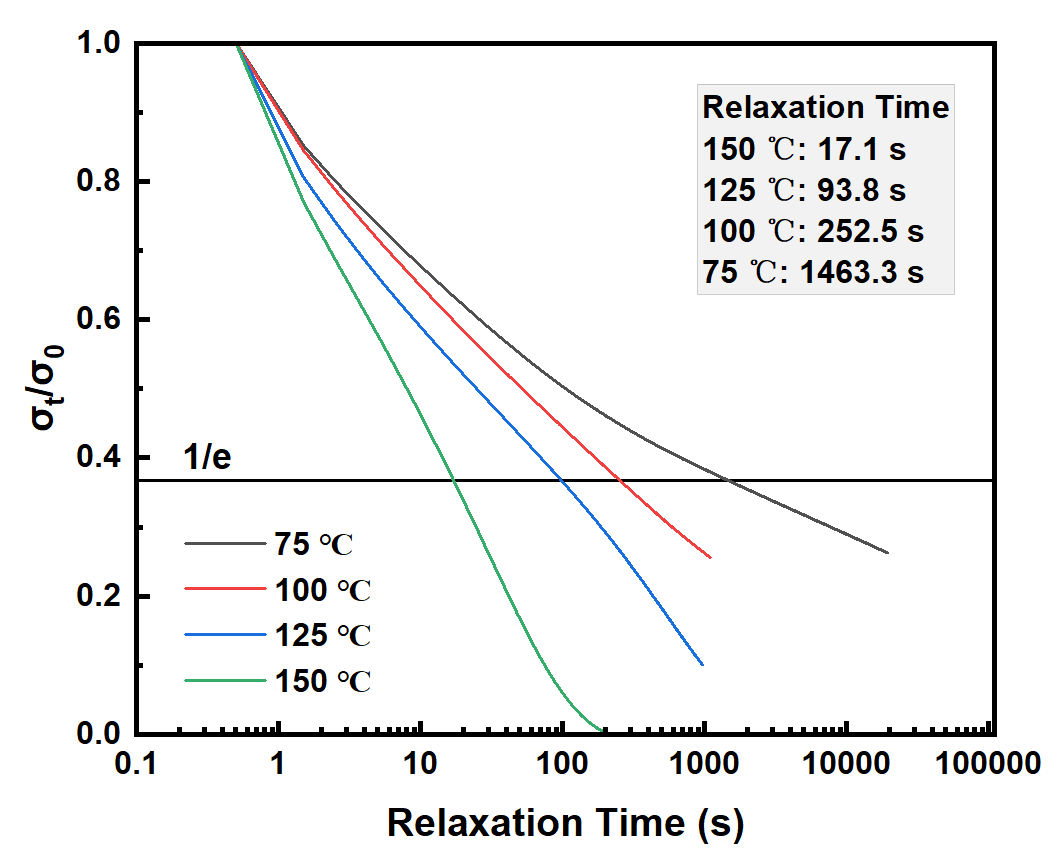 1.0
0.8
0.6
0.4
0.2
0.0
σt/σ0
Relaxation Time
150 ℃: 17.1 s
125 ℃: 93.8 s
100 ℃: 252.5 s
75 ℃: 1463.3 s
1/e
75 ℃
100 ℃
125 ℃
150 ℃
0.1 1 10 100 1000 10000 100000
Relaxation Time (s)